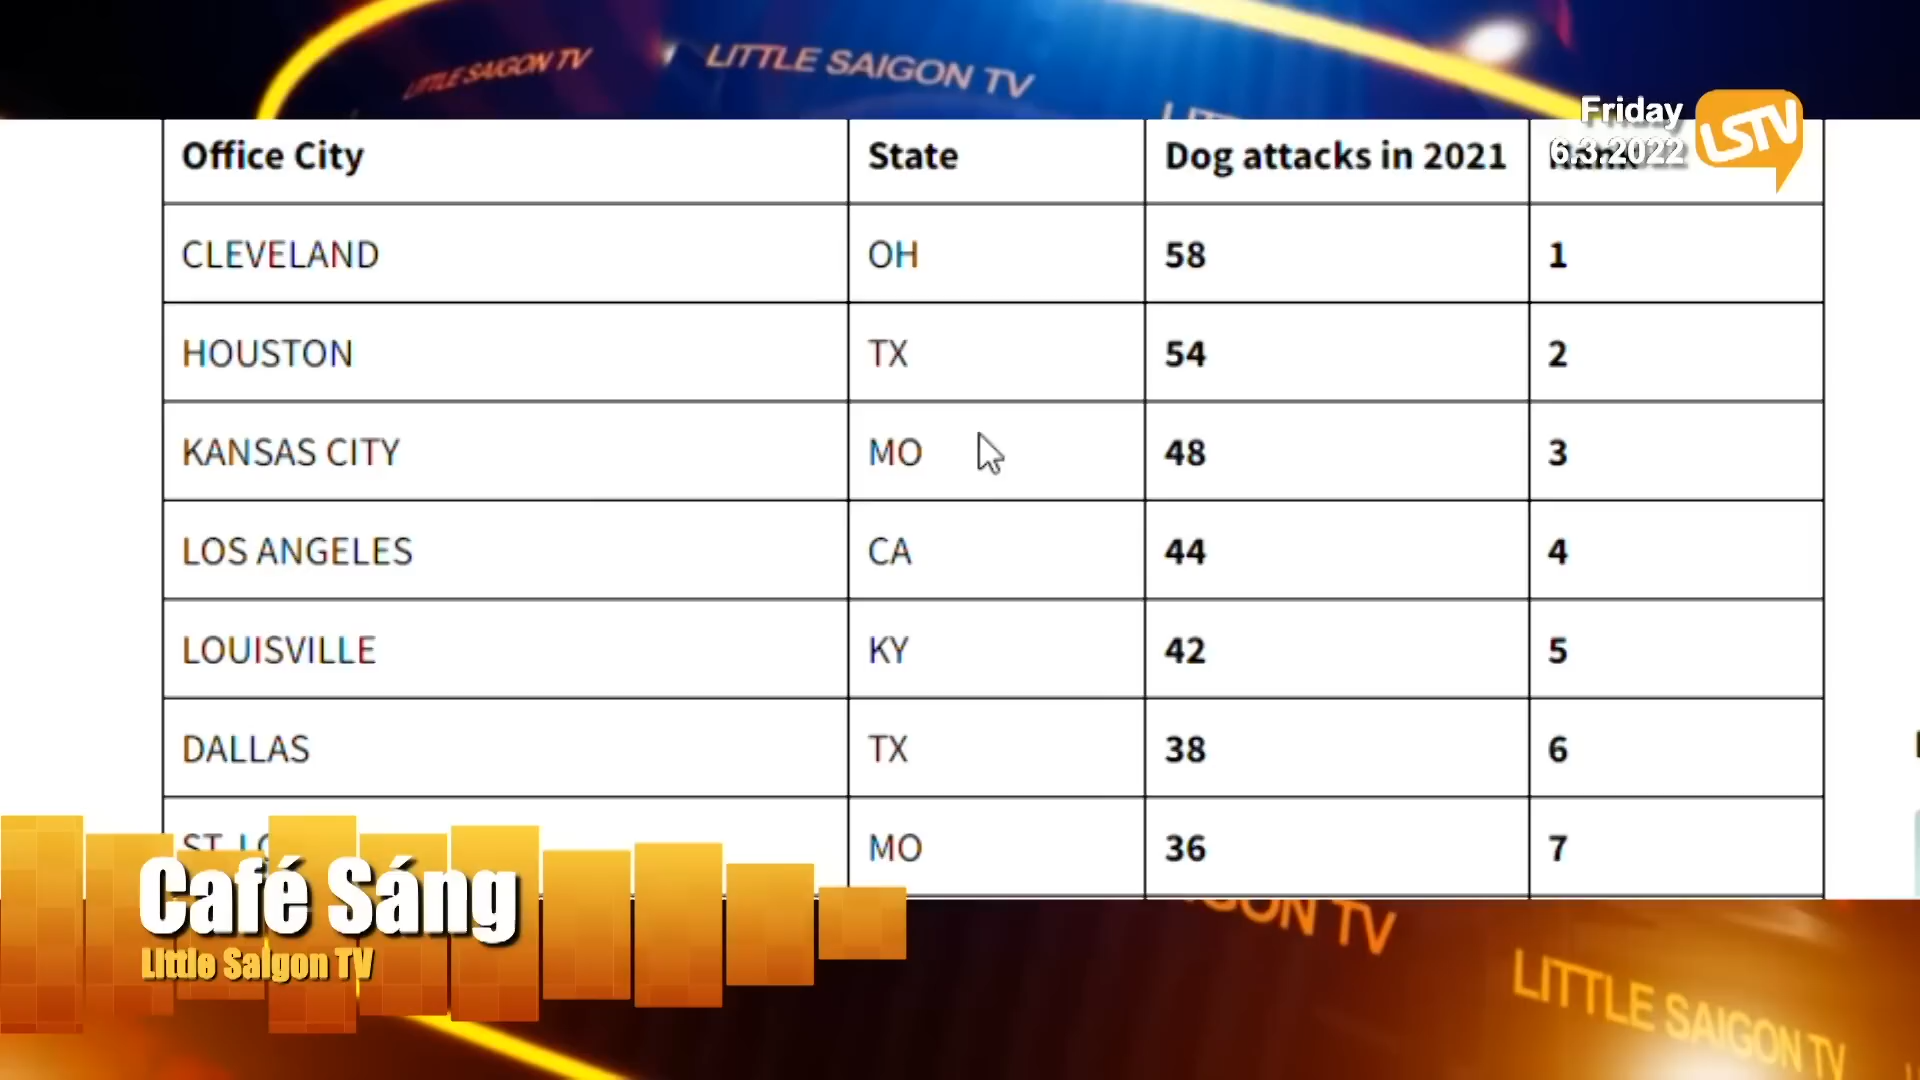 LITTLE SAIGON TV
LITTLE SAIGON TV
Friday
6.3.2022
LSTV
Office City State Dog attacks in 2021
CLEVELAND OH 58 1
HOUSTON TX 54 2
KANSAS CITY MO 48 3
LOS ANGELES CA 44 4
LOUISVILLE KY 42 5
DALLAS TX 38 6
ST. MO 36 7
Café Sáng
Little Saigon TV
TV
LITTLE SAIGON TV